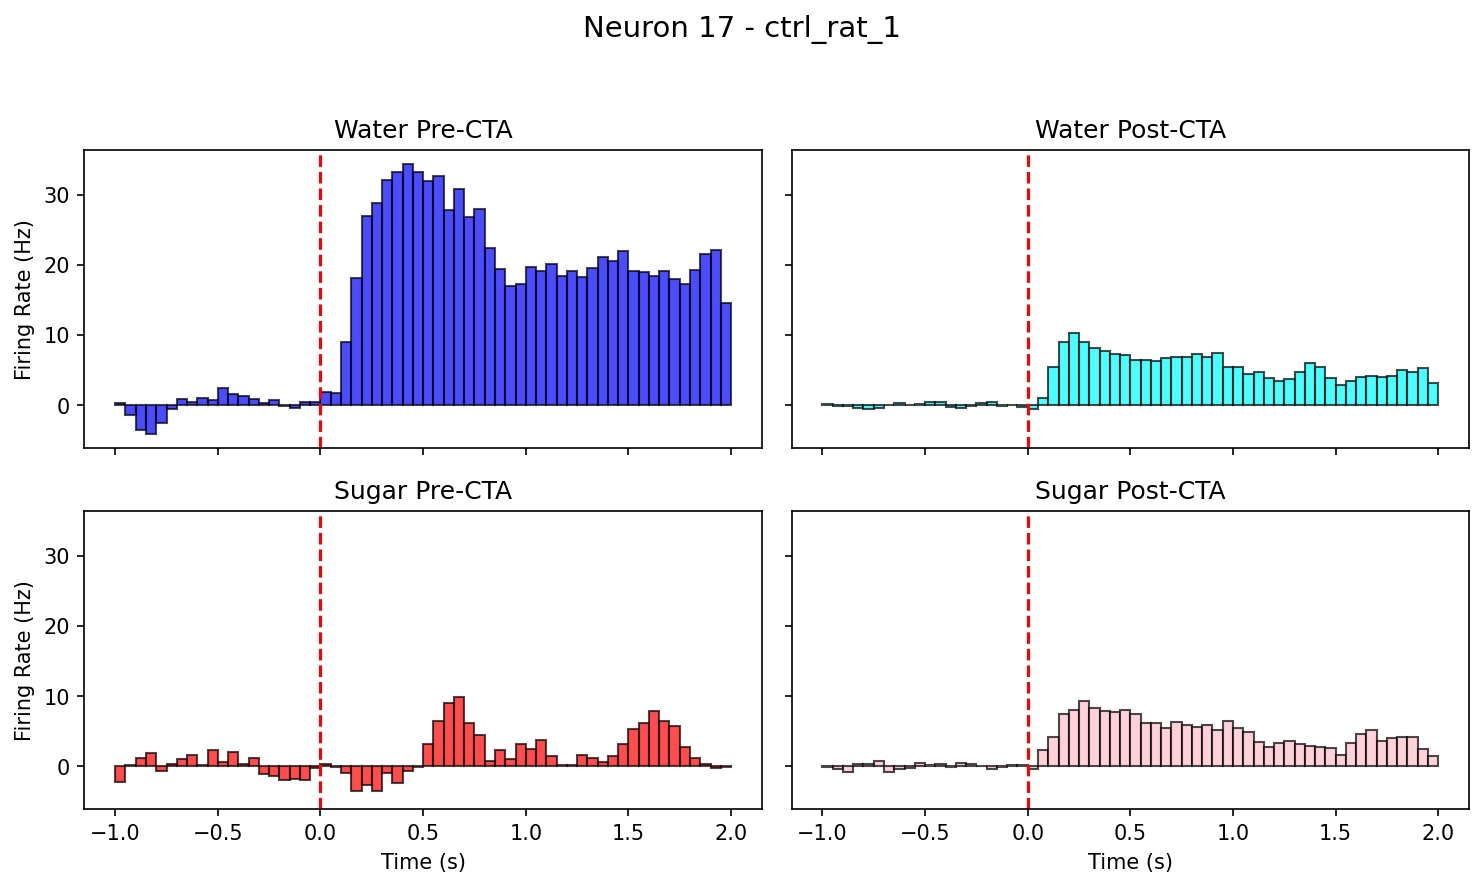 Neuron 17 - ctrl_rat_1
Water Pre-CTA
Water Post-CTA
Firing Rate (Hz)
30
20
10
0
Sugar Pre-CTA
Sugar Post-CTA
Firing Rate (Hz)
30
20
10
0
−1.0 −0.5 0.0 0.5 1.0 1.5 2.0
−1.0 −0.5 0.0 0.5 1.0 1.5 2.0
Time (s)
Time (s)